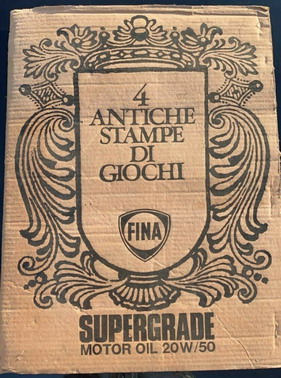 4
ANTICHE
STAMPE
DI
GIOCHI
FINA
SUPERGRADE
MOTOR OIL 20W/50